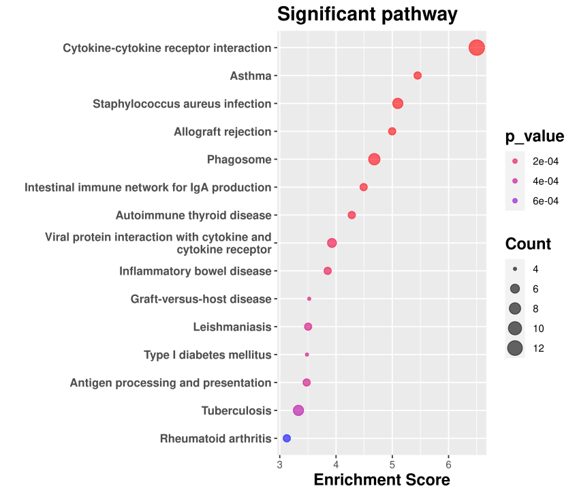 Significant pathway
Cytokine-cytokine receptor interaction
Asthma
Staphylococcus aureus infection
Allograft rejection
Phagosome
Intestinal immune network for IgA production
Autoimmune thyroid disease
Viral protein interaction with cytokine and
cytokine receptor
Inflammatory bowel disease
Graft-versus-host disease
Leishmaniasis
Type I diabetes mellitus
Antigen processing and presentation
Tuberculosis
Rheumatoid arthritis
3 4 5 6
Enrichment Score
p_value
2e-04
4e-04
6e-04
Count
4
6
8
10
12